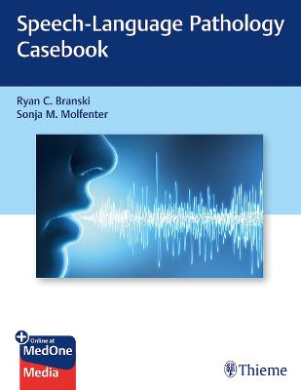 Speech-Language Pathology
Casebook
Ryan C. Branski
Sonja M. Molfenter
+ Online at
MedOne
Media
Thieme